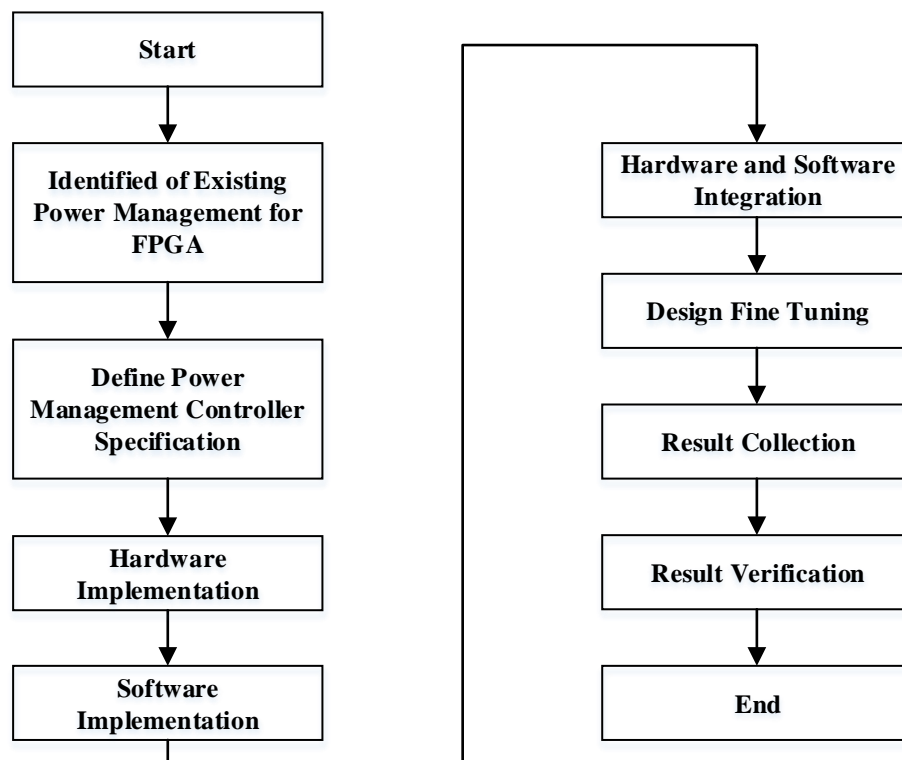 Start
Identified of Existing
Power Management for
FPGA
Define Power
Management Controller
Specification
Hardware
Implementation
Software
Implementation
Hardware and Software
Integration
Design Fine Tuning
Result Collection
Result Verification
End